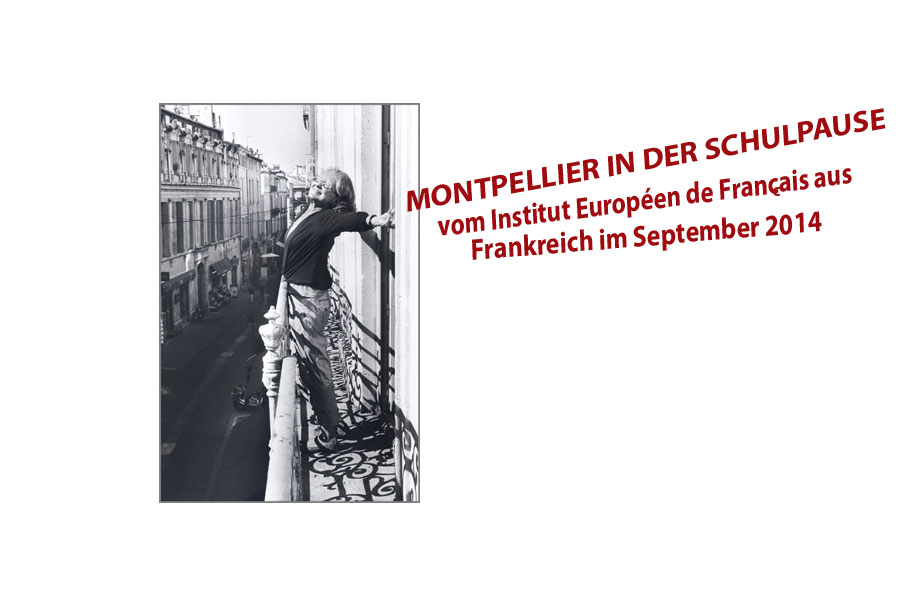 MONTPELLIER IN DER SCHULPAUSE
vom Institut Européen de Français aus
Frankreich im September 2014